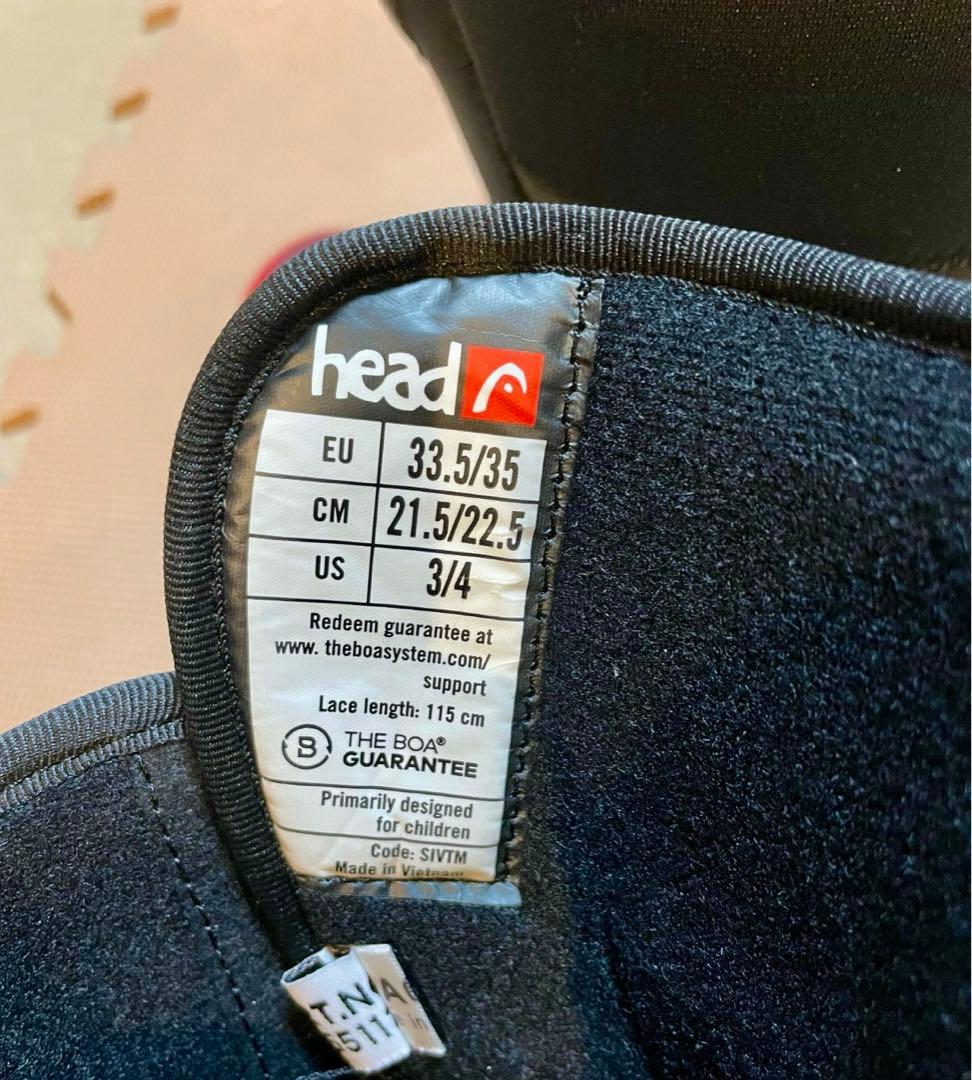 head
EU 33.5/35
CM 21.5/22.5
US 3/4
Redeem guarantee at
www. theboasystem.com/
support
Lace length: 115 cm
B THE BOA®
GUARANTEE
Primarily designed
for children
Code: SIVTM
Made in Vietnam
T.N
511